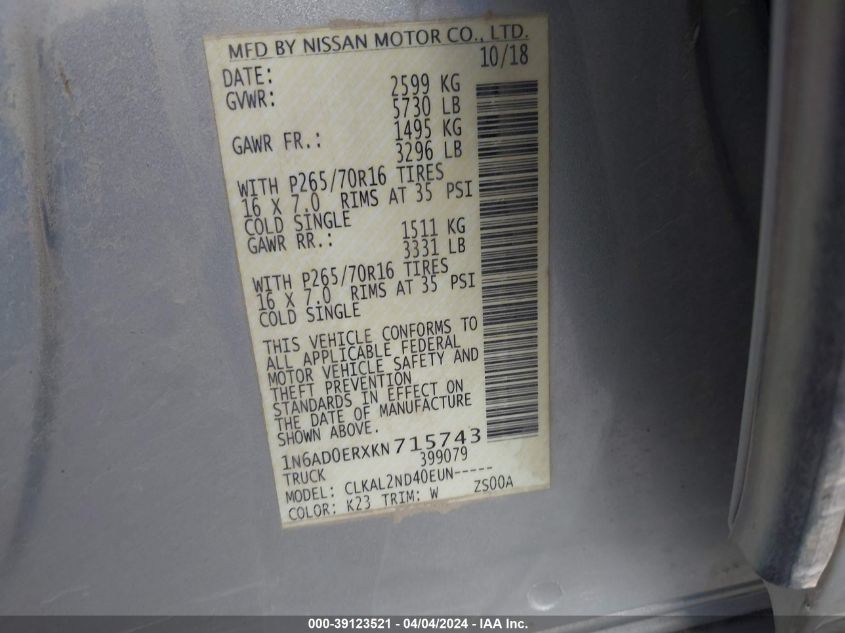 MFD BY NISSAN MOTOR CO., LTD.
DATE: 10/18
GVWR: 2599 KG
5730 LB
GAWR FR.: 1495 KG
3296 LB
WITH P265/70R16 TIRES
16 X 7.0 RIMS AT 35 PSI
COLD SINGLE
GAWR RR.: 1511 KG
3331 LB
WITH P265/70R16 TIRES
16 X 7.0 RIMS AT 35 PSI
COLD SINGLE
THIS VEHICLE CONFORMS TO
ALL APPLICABLE FEDERAL
MOTOR VEHICLE SAFETY AND
THEFT PREVENTION
STANDARDS IN EFFECT ON
THE DATE OF MANUFACTURE
SHOWN ABOVE.
1N6AD0ERXKN715743
TRUCK 399079
MODEL: CLKAL2ND40EUN-----
COLOR: K23 TRIM: W ZS00A
000-39123521 - 04/04/2024 - IAA Inc.